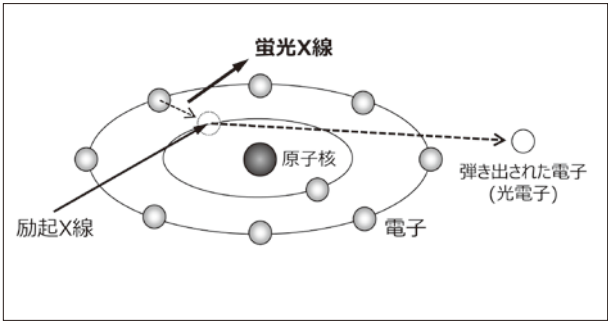 蛍光X線
原子核
弾き出された電子
(光電子)
励起X線
電子